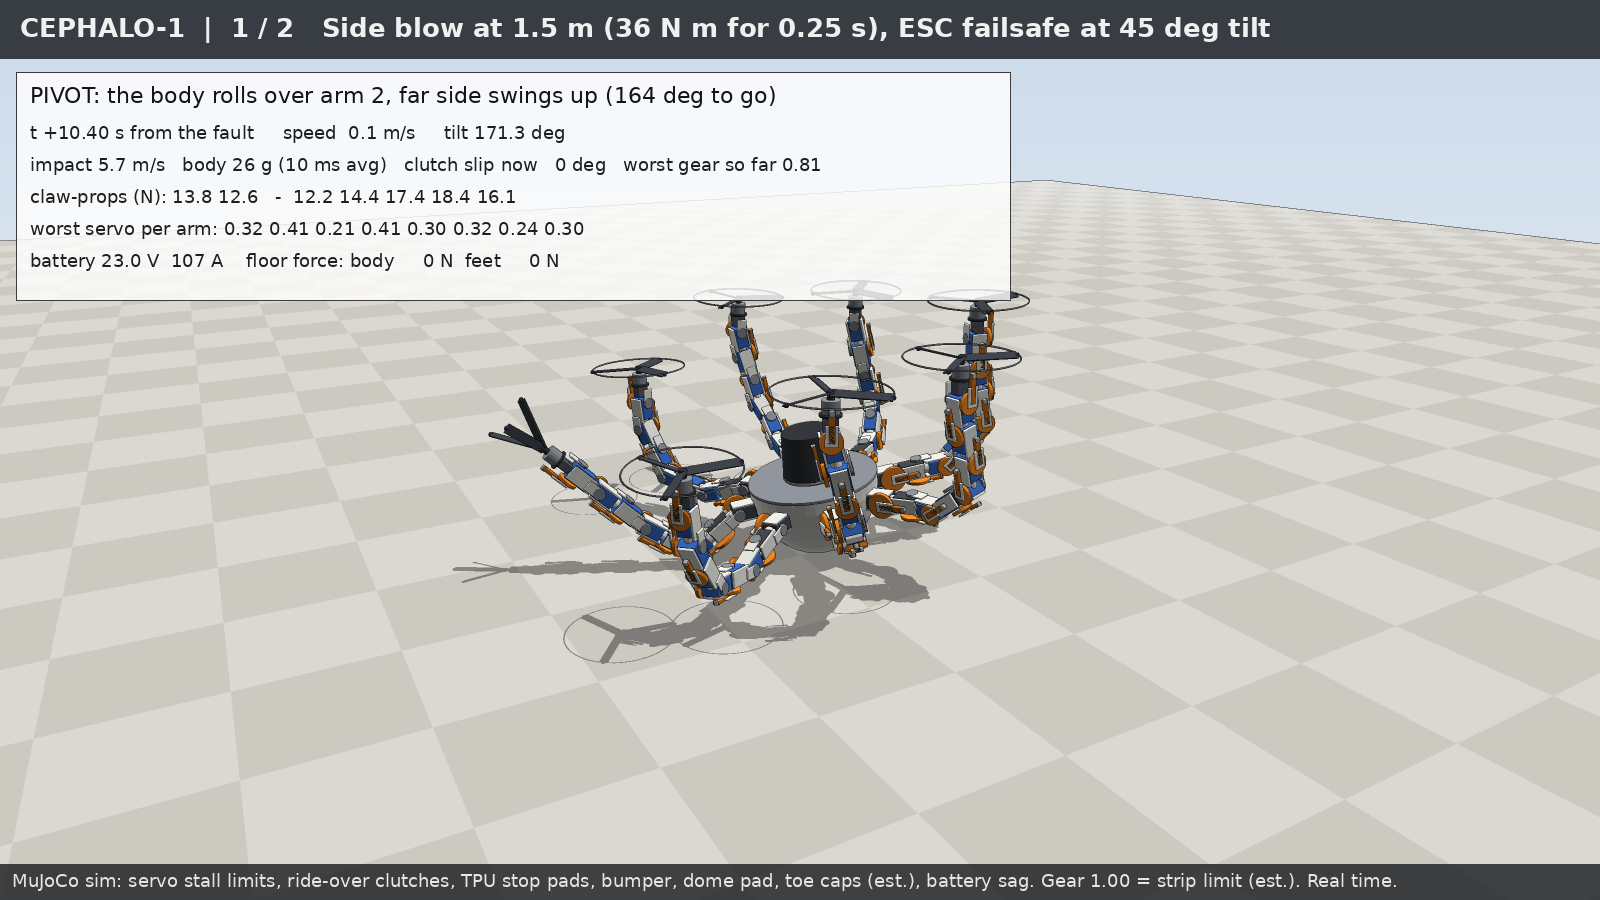 CEPHALO-1 | 1 / 2 Side blow at 1.5 m (36 N m for 0.25 s), ESC failsafe at 45 deg tilt
PIVOT: the body rolls over arm 2, far side swings up (164 deg to go)
t +10.40 s from the fault speed 0.1 m/s tilt 171.3 deg
impact 5.7 m/s body 26 g (10 ms avg) clutch slip now 0 deg worst gear so far 0.81
claw-props (N): 13.8 12.6 - 12.2 14.4 17.4 18.4 16.1
worst servo per arm: 0.32 0.41 0.21 0.41 0.30 0.32 0.24 0.30
battery 23.0 V 107 A floor force: body 0 N feet 0 N
MuJoCo sim: servo stall limits, ride-over clutches, TPU stop pads, bumper, dome pad, toe caps (est.), battery sag. Gear 1.00 = strip limit (est.). Real time.